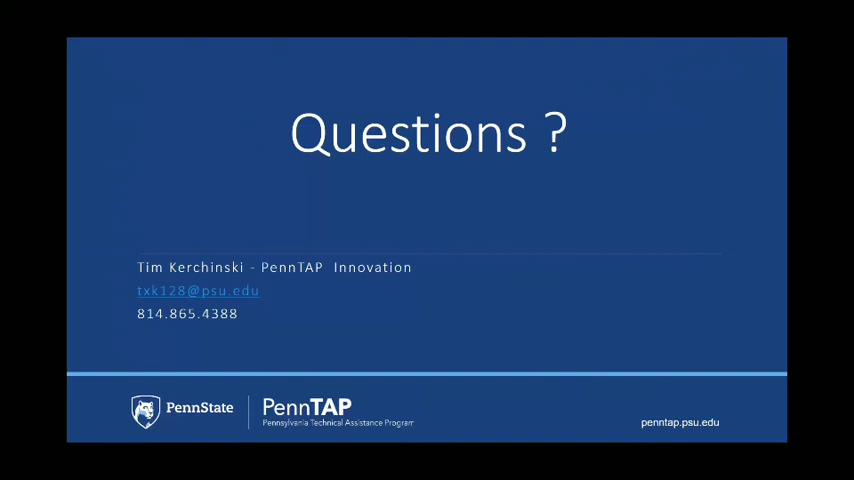 Questions ?
Tim Kerchinski - PennTAP Innovation
txk128@psu.edu
814.865.4388
PennState
PennTAP
Pennsylvania Technical Assistance Program
penntap.psu.edu